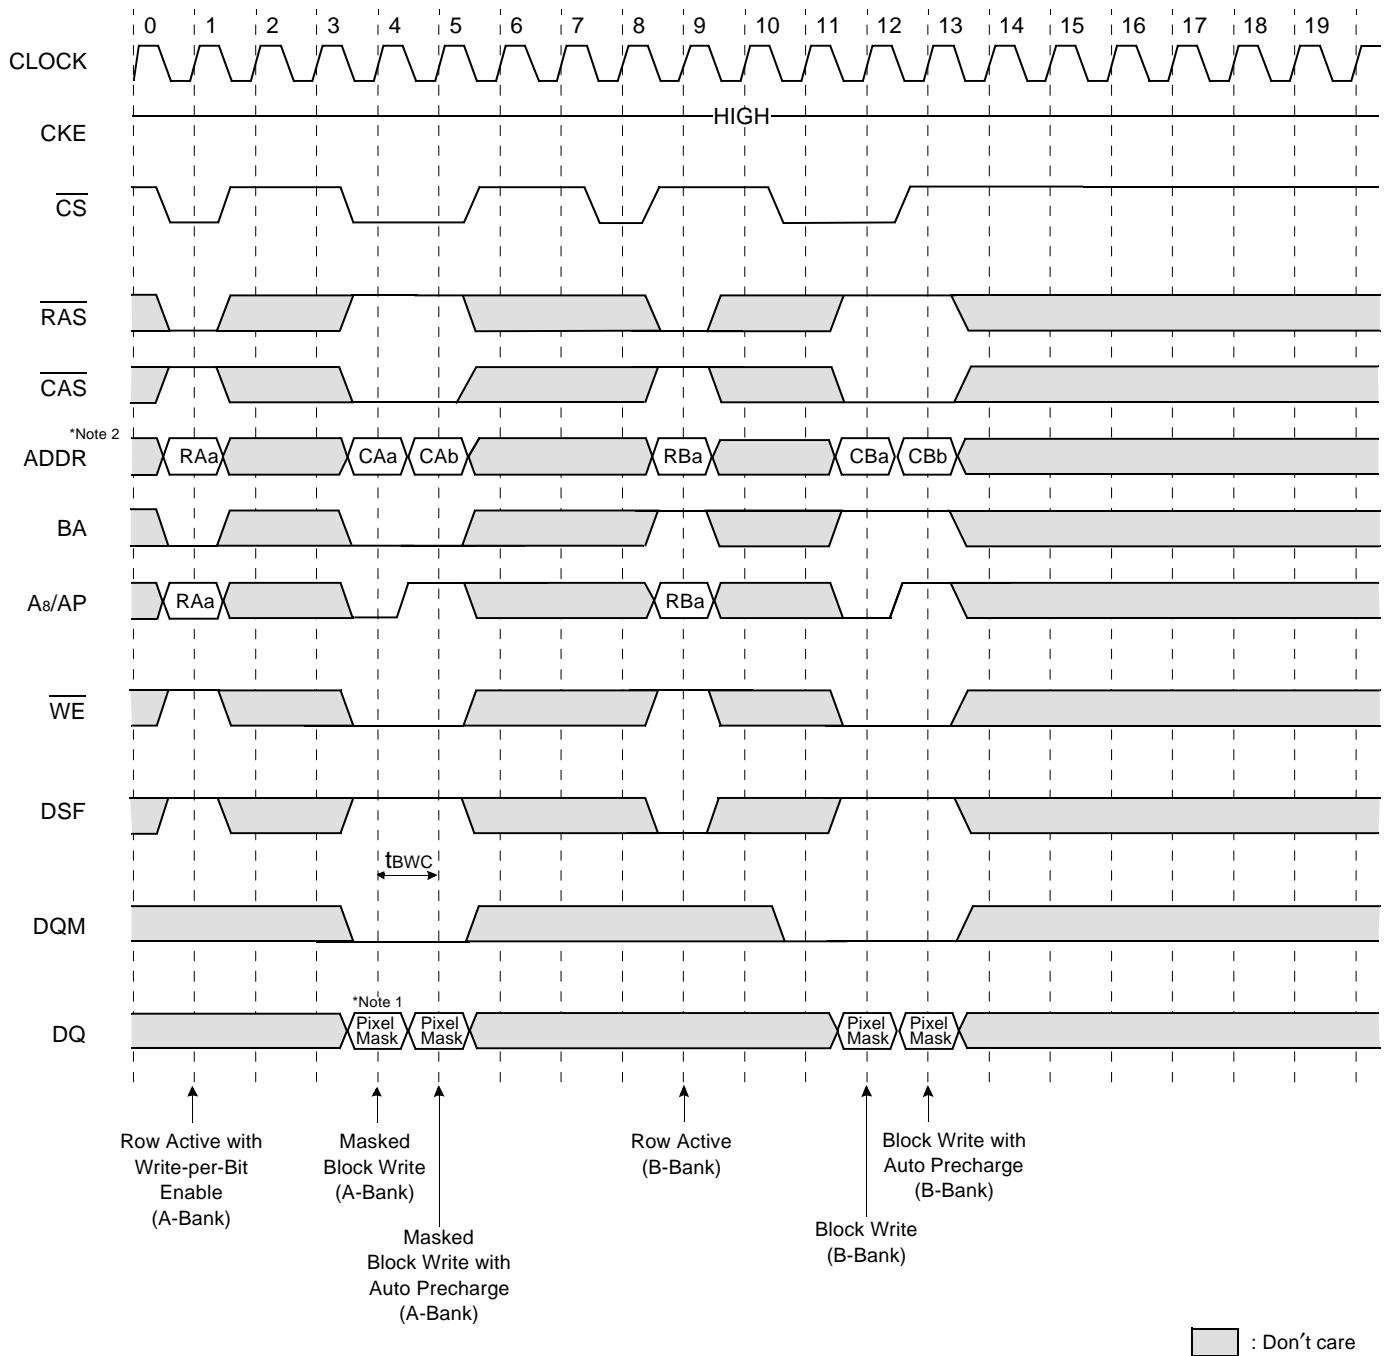 0 1 2 3 4 5 6 7 8 9 10 11 12 13 14 15 16 17 18 19
CLOCK
CKE
HIGH
CS
RAS
CAS
*Note 2
ADDR
RAa CAa CAb RBa CBa CBb
BA
A8/AP
RAa RBa
WE
DSF
tBWC
DQM
*Note 1
DQ
Pixel Mask
Pixel Mask
Pixel Mask
Pixel Mask
Row Active with
Write-per-Bit
Enable
(A-Bank)
Masked
Block Write
(A-Bank)
Masked
Block Write with
Auto Precharge
(A-Bank)
Row Active
(B-Bank)
Block Write
(B-Bank)
Block Write with
Auto Precharge
(B-Bank)
: Don′t care